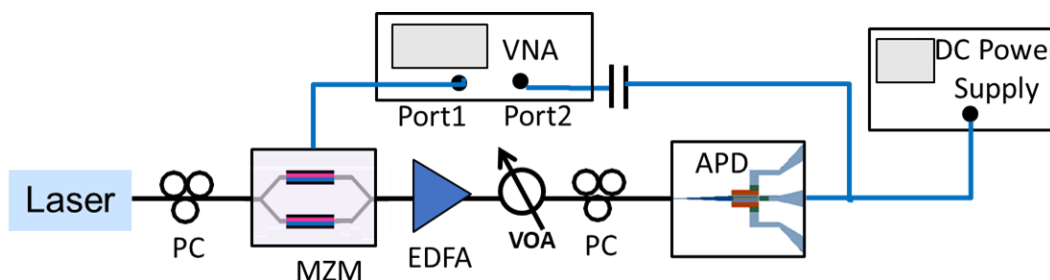 VNA
Port1
Port2
DC Powe
Supply
Laser
PC
MZM
EDFA
VOA
PC
APD